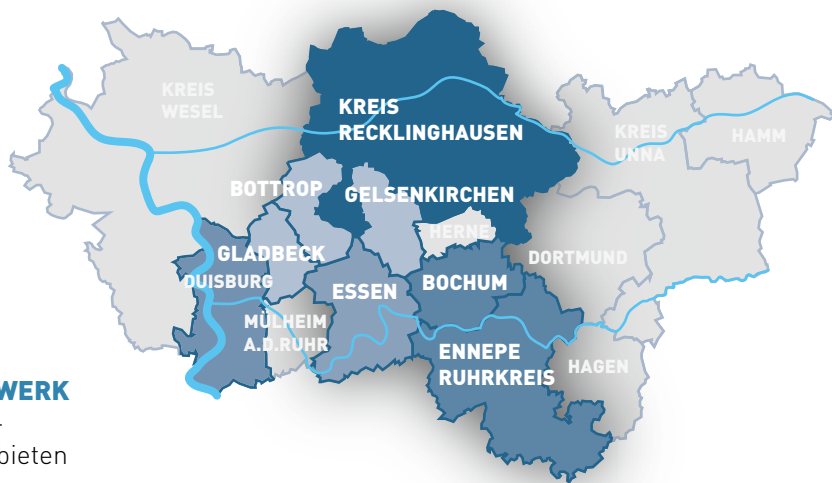 KREIS
WESEL
KREIS
RECKLINGHAUSEN
KREIS
UNNA
HAMM
BOTTROP
GELSENKIRCHEN
HERNE
GLADBECK
DORTMUND
DUISBURG
ESSEN
BOCHUM
MÜLHEIM
A.D.RUHR
ENNEPE
RUHRKREIS
HAGEN
WERK